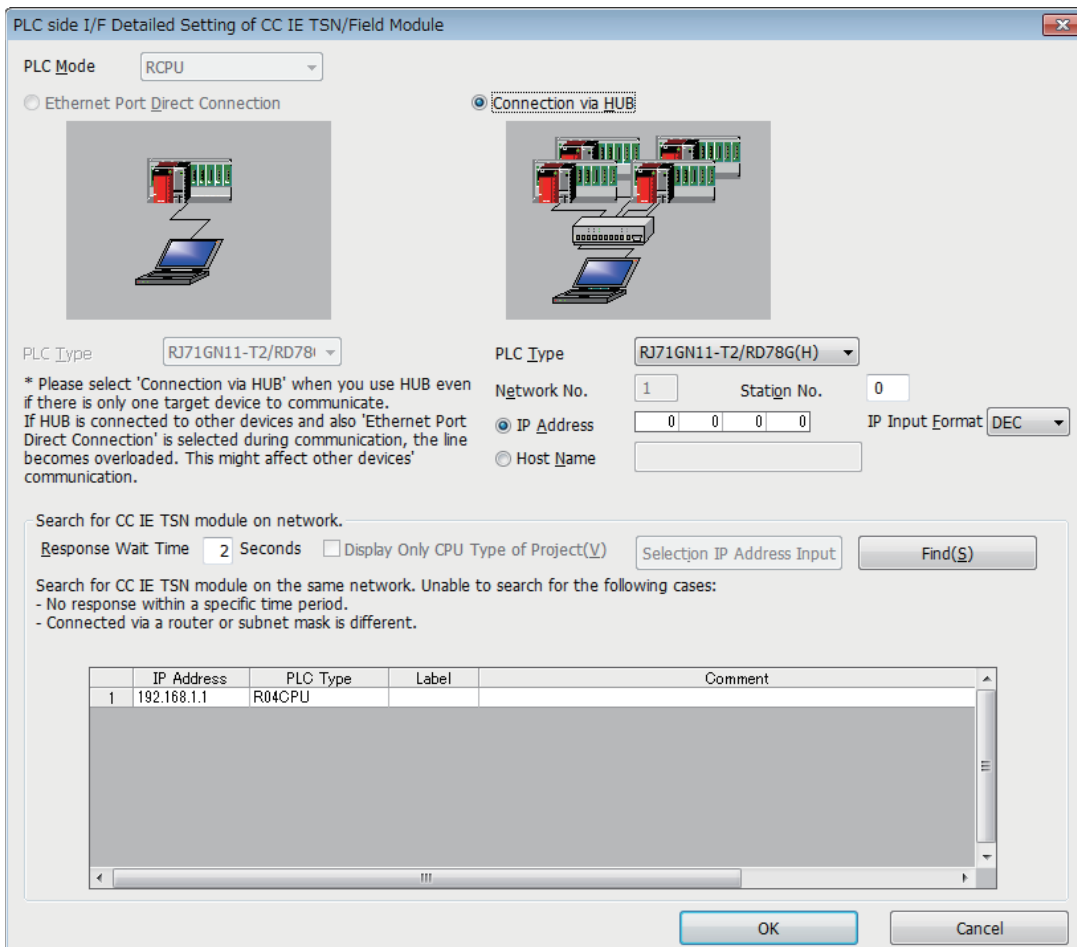 PLC side I/F Detailed Setting of CC IE TSN/Field Module
PLC Mode
RCPU
Ethernet Port Direct Connection
Connection via HUB
PLC Type
RJ71GN11-T2/RD78(
* Please select 'Connection via HUB' when you use HUB even
if there is only one target device to communicate.
If HUB is connected to other devices and also 'Ethernet Port
Direct Connection' is selected during communication, the line
becomes overloaded. This might affect other devices'
communication.
PLC Type
RJ71GN11-T2/RD78G(H)
Network No.
1
Station No.
0
IP Address
0 0 0 0
IP Input Format
DEC
Host Name
Search for CC IE TSN module on network.
Response Wait Time 2 Seconds
Display Only CPU Type of Project(V)
Selection IP Address Input
Find(S)
Search for CC IE TSN module on the same network. Unable to search for the following cases:
- No response within a specific time period.
- Connected via a router or subnet mask is different.
IP Address PLC Type Label Comment
1 192.168.1.1 R04CPU
OK
Cancel